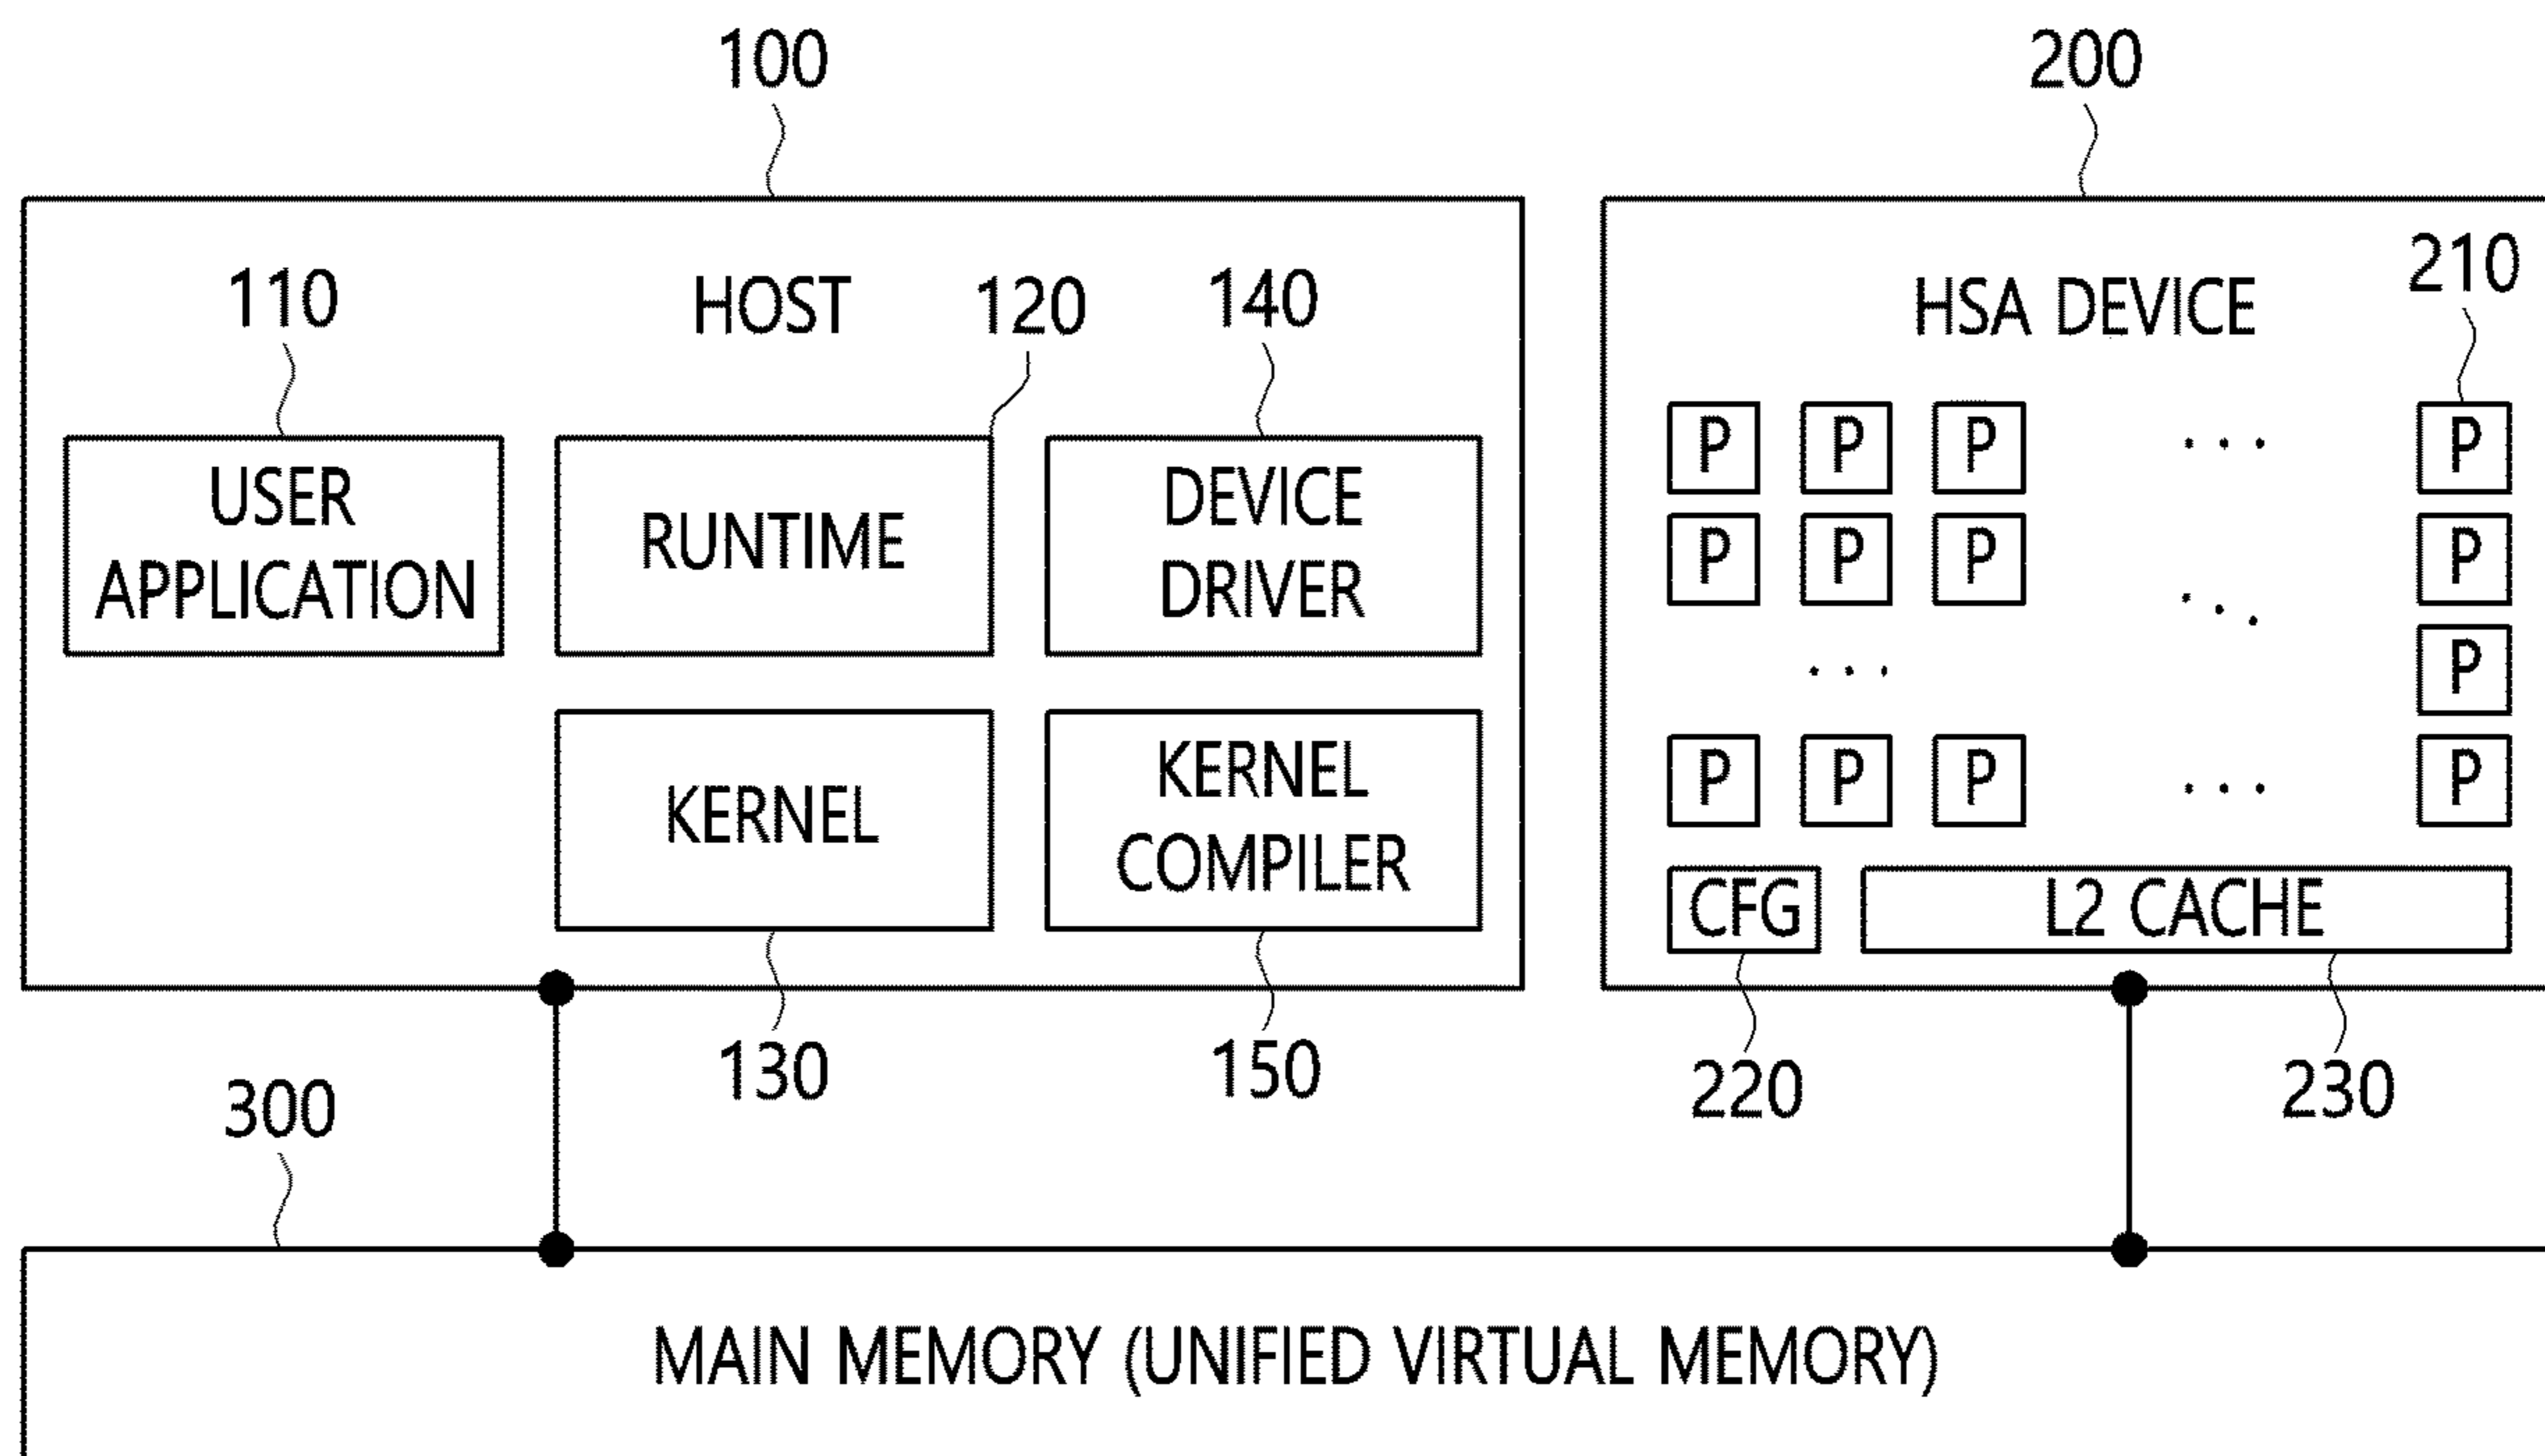 100
200
HOST
HSA DEVICE
110
120
140
210
USER
APPLICATION
RUNTIME
DEVICE
DRIVER
KERNEL
KERNEL
COMPILER
P P P ... P
P P P ... P
... P
P P P ... P
CFG
L2 CACHE
130
150
220
230
300
MAIN MEMORY (UNIFIED VIRTUAL MEMORY)